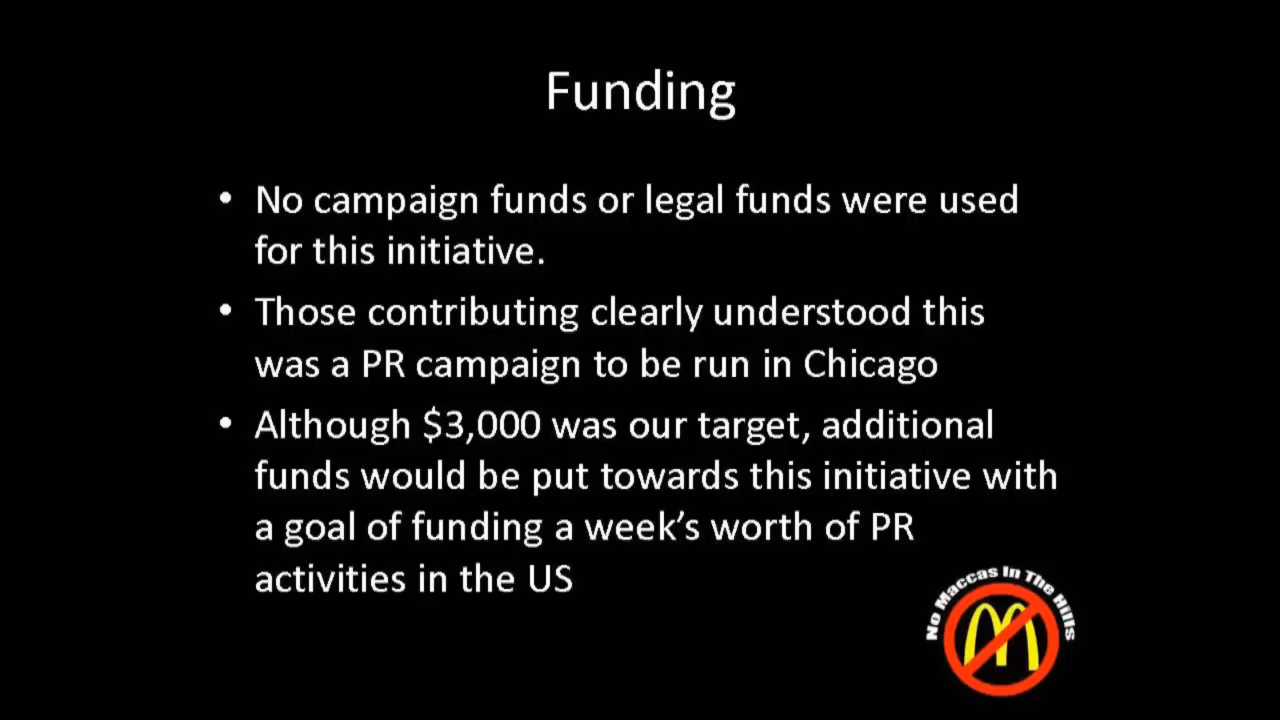 Funding
• No campaign funds or legal funds were used
for this initiative.
• Those contributing clearly understood this
was a PR campaign to be run in Chicago
• Although $3,000 was our target, additional
funds would be put towards this initiative with
a goal of funding a week’s worth of PR
activities in the US
No Maccas In The Hills